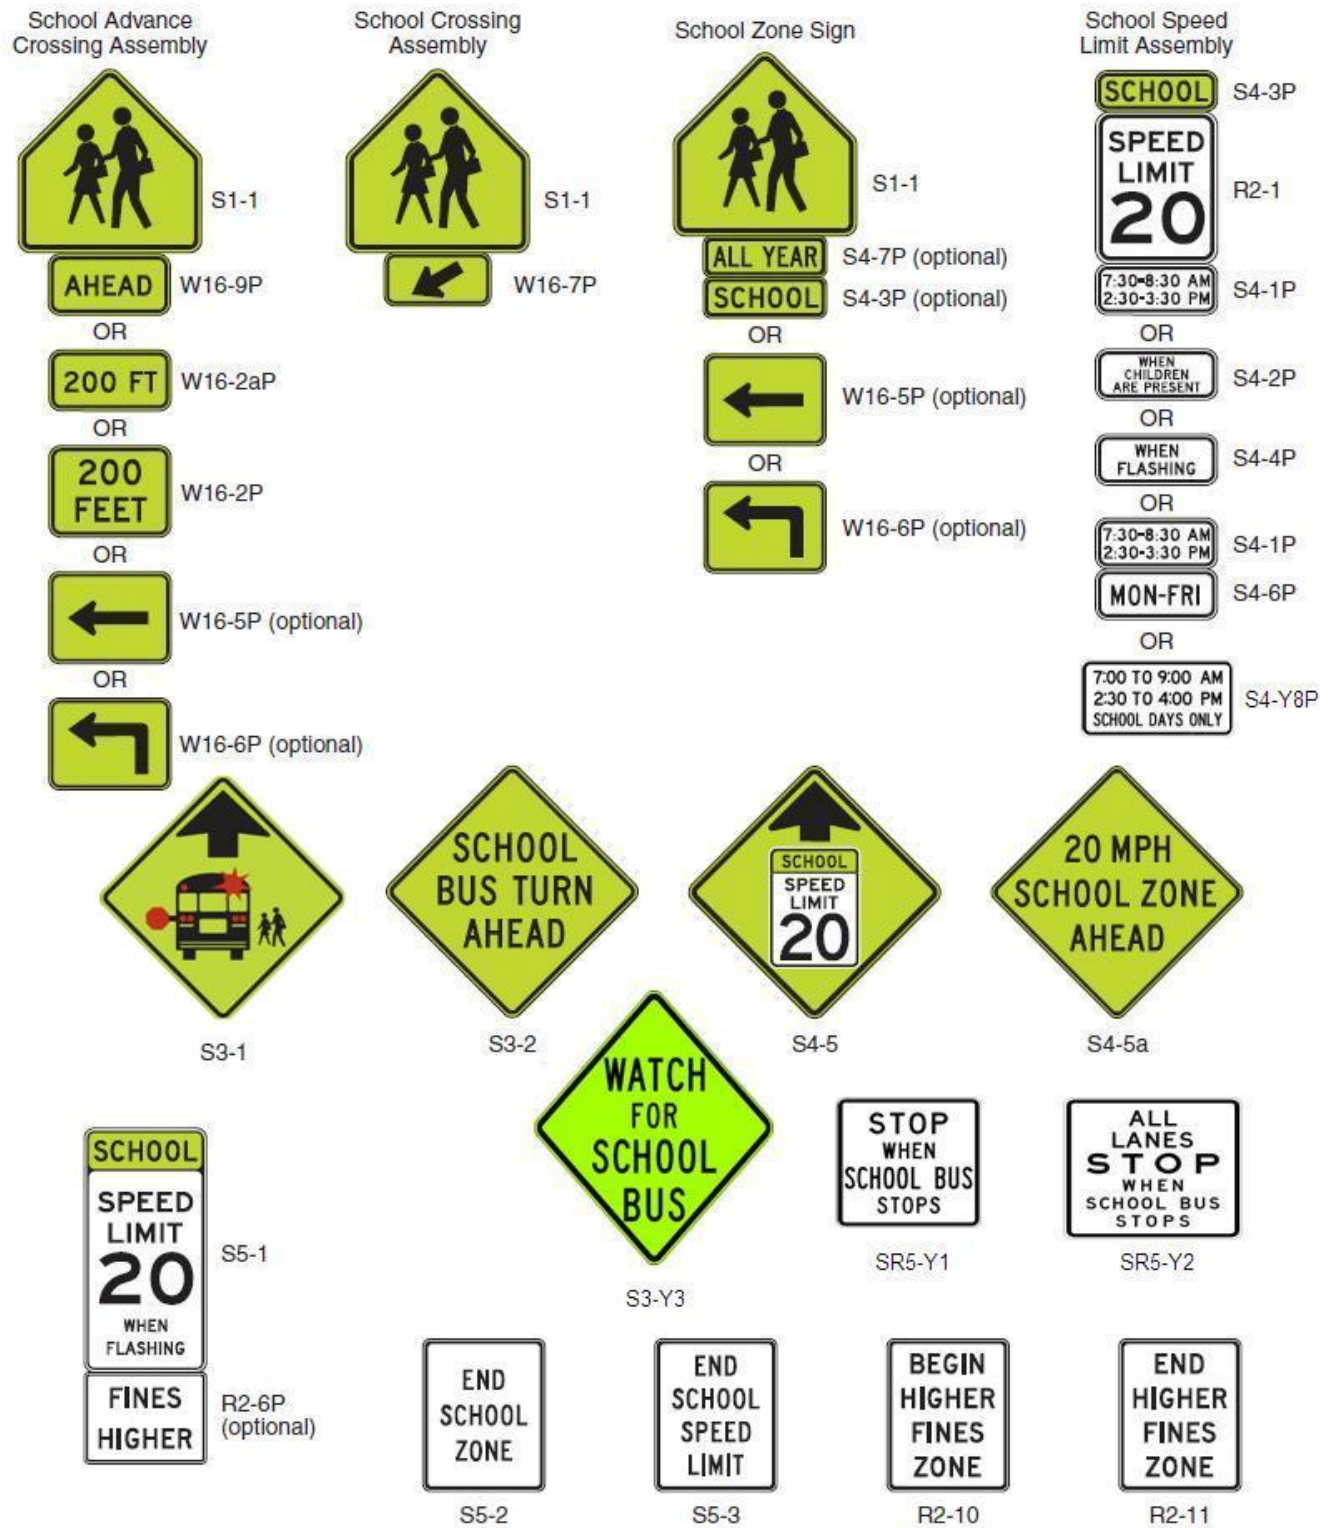 School Advance
Crossing Assembly
S1-1
AHEAD
W16-9P
OR
200 FT
W16-2aP
OR
200
FEET
W16-2P
OR
W16-5P (optional)
OR
W16-6P (optional)
School Crossing
Assembly
S1-1
W16-7P
School Zone Sign
S1-1
ALL YEAR
S4-7P (optional)
SCHOOL
S4-3P (optional)
OR
W16-5P (optional)
OR
W16-6P (optional)
School Speed
Limit Assembly
SCHOOL
S4-3P
SPEED
LIMIT
20
R2-1
7:30-8:30 AM
2:30-3:30 PM
S4-1P
OR
WHEN
CHILDREN
ARE PRESENT
S4-2P
OR
WHEN
FLASHING
S4-4P
OR
7:30-8:30 AM
2:30-3:30 PM
S4-1P
MON-FRI
S4-6P
OR
7:00 TO 9:00 AM
2:30 TO 4:00 PM
SCHOOL DAYS ONLY
S4-Y8P
S3-1
SCHOOL
BUS TURN
AHEAD
S3-2
SCHOOL
SPEED
LIMIT
20
S4-5
20 MPH
SCHOOL ZONE
AHEAD
S4-5a
SCHOOL
SPEED
LIMIT
20
WHEN
FLASHING
S5-1
FINES
HIGHER
R2-6P
(optional)
WATCH
FOR
SCHOOL
BUS
S3-Y3
STOP
WHEN
SCHOOL BUS
STOPS
SR5-Y1
ALL
LANES
STOP
WHEN
SCHOOL BUS
STOPS
SR5-Y2
END
SCHOOL
ZONE
S5-2
END
SCHOOL
SPEED
LIMIT
S5-3
BEGIN
HIGHER
FINES
ZONE
R2-10
END
HIGHER
FINES
ZONE
R2-11